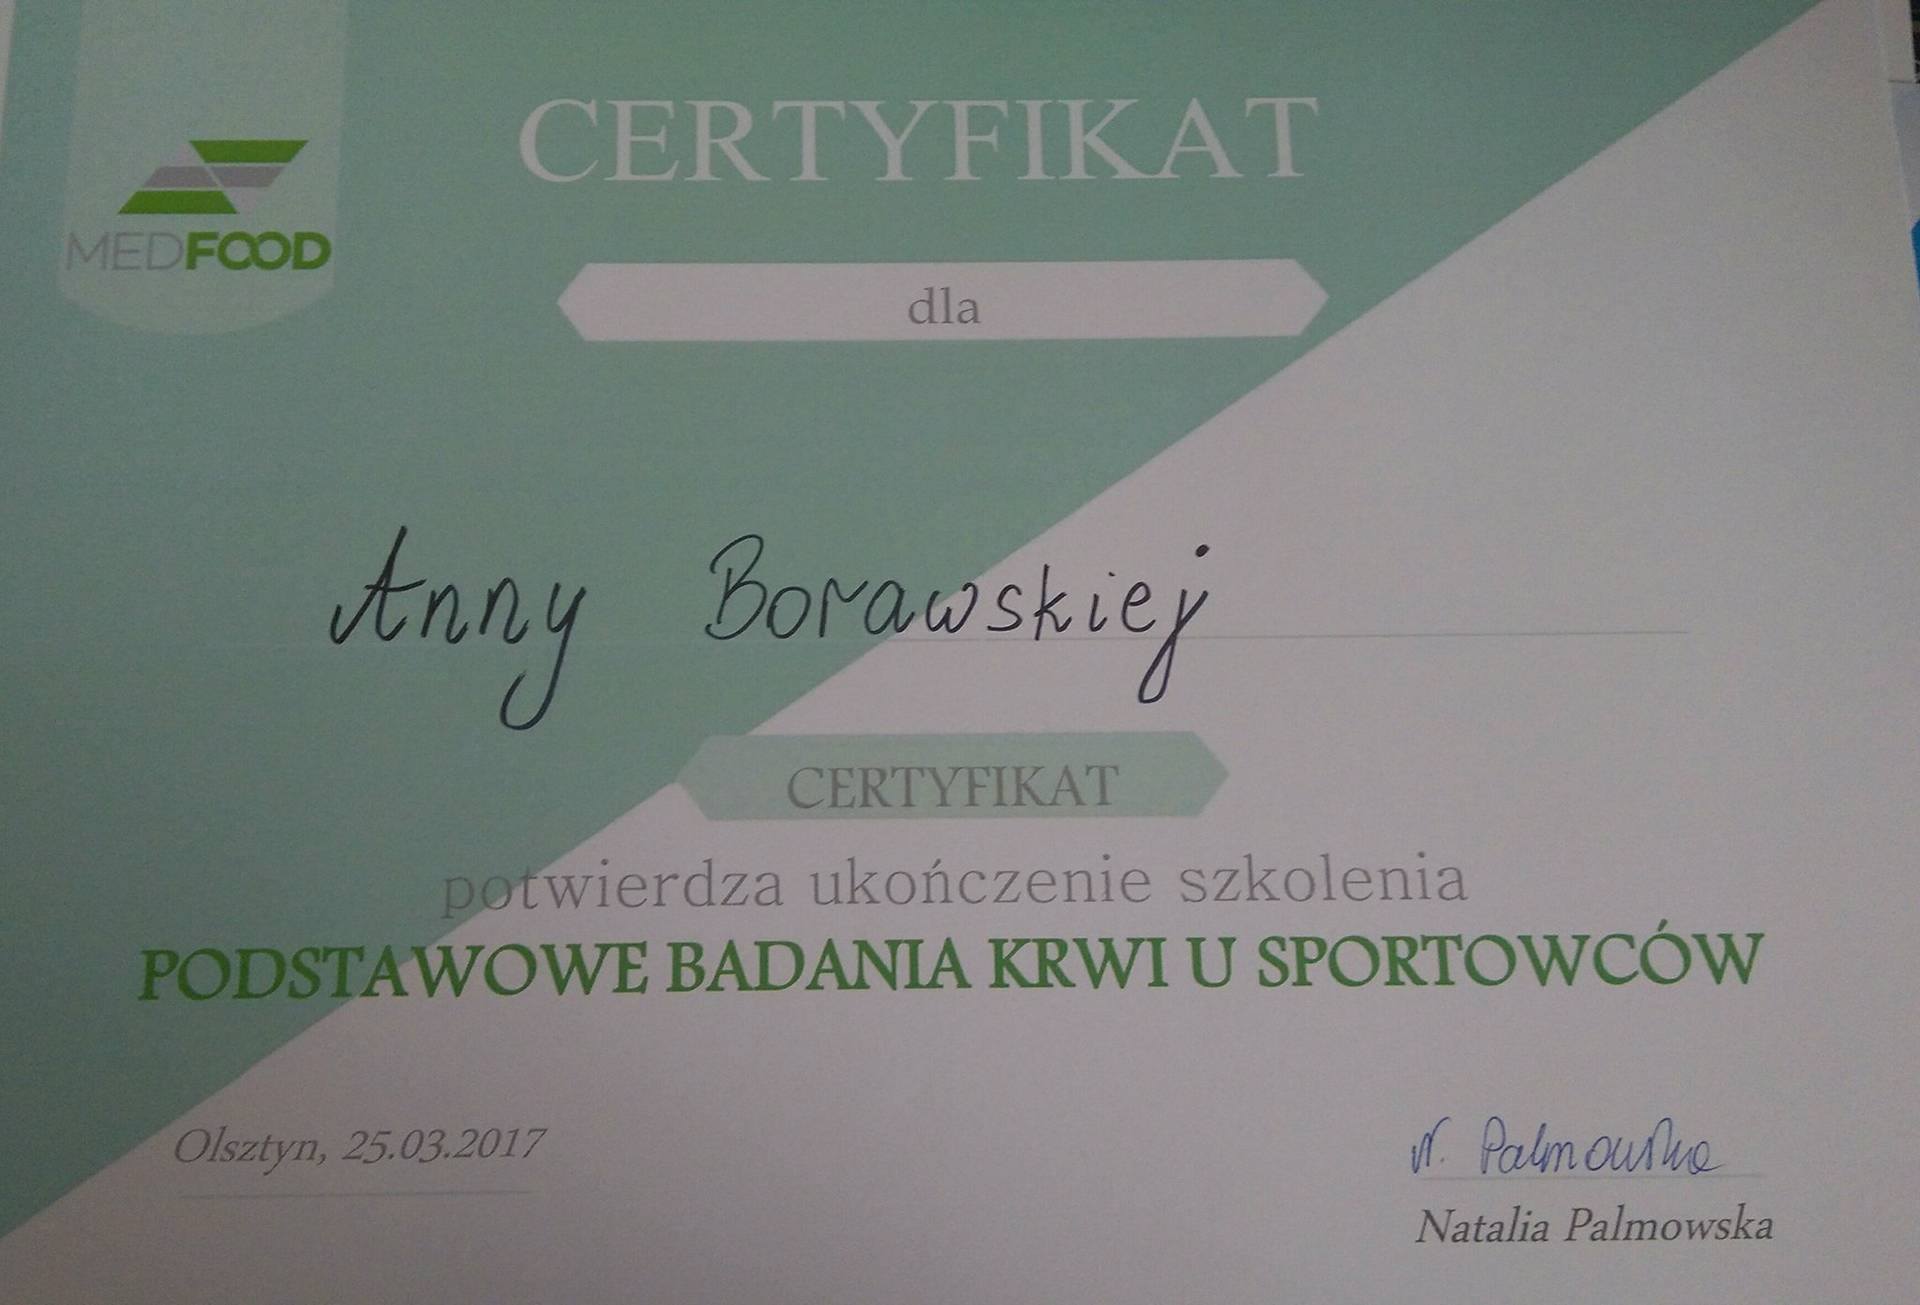 CERTYFIKAT
MEDFOOD
dla
Anny Borawskiej
CERTYFIKAT
potwierdza ukończenie szkolenia
PODSTAWOWE BADANIA KRWI U SPORTOWCÓW
Olsztyn, 25.03.2017
N. Palmowska
Natalia Palmowska